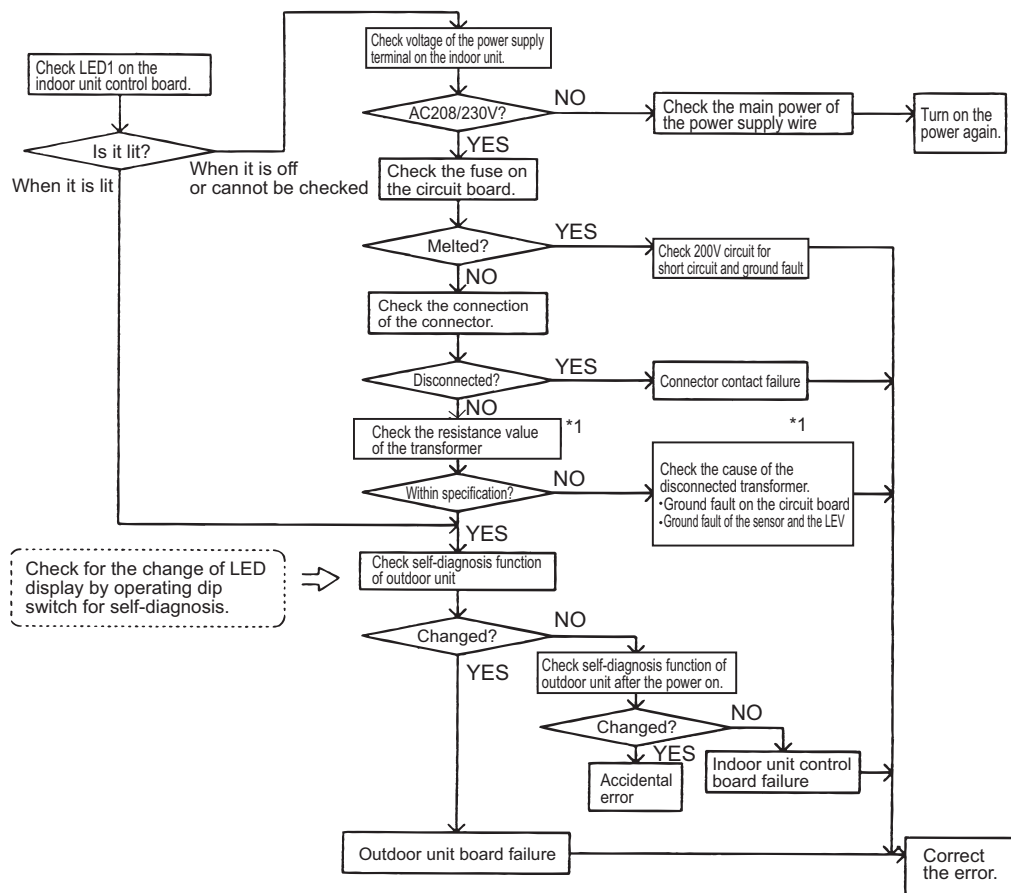 Check LED1 on the
indoor unit control board.
Is it lit?
When it is lit
When it is off
or cannot be checked
Check voltage of the power supply
terminal on the indoor unit.
AC208/230V?
NO
Check the main power of
the power supply wire
Turn on the
power again.
YES
Check the fuse on
the circuit board.
Melted?
YES
Check 200V circuit for
short circuit and ground fault
NO
Check the connection
of the connector.
Disconnected?
YES
Connector contact failure
NO
Check the resistance value
of the transformer
*1
*1
Within specification?
NO
Check the cause of the
disconnected transformer.
•Ground fault on the circuit board
•Ground fault of the sensor and the LEV
YES
Check for the change of LED
display by operating dip
switch for self-diagnosis.
Check self-diagnosis function
of outdoor unit
Changed?
NO
YES
Check self-diagnosis function of
outdoor unit after the power on.
Changed?
NO
YES
Accidental
error
Indoor unit control
board failure
Outdoor unit board failure
Correct
the error.